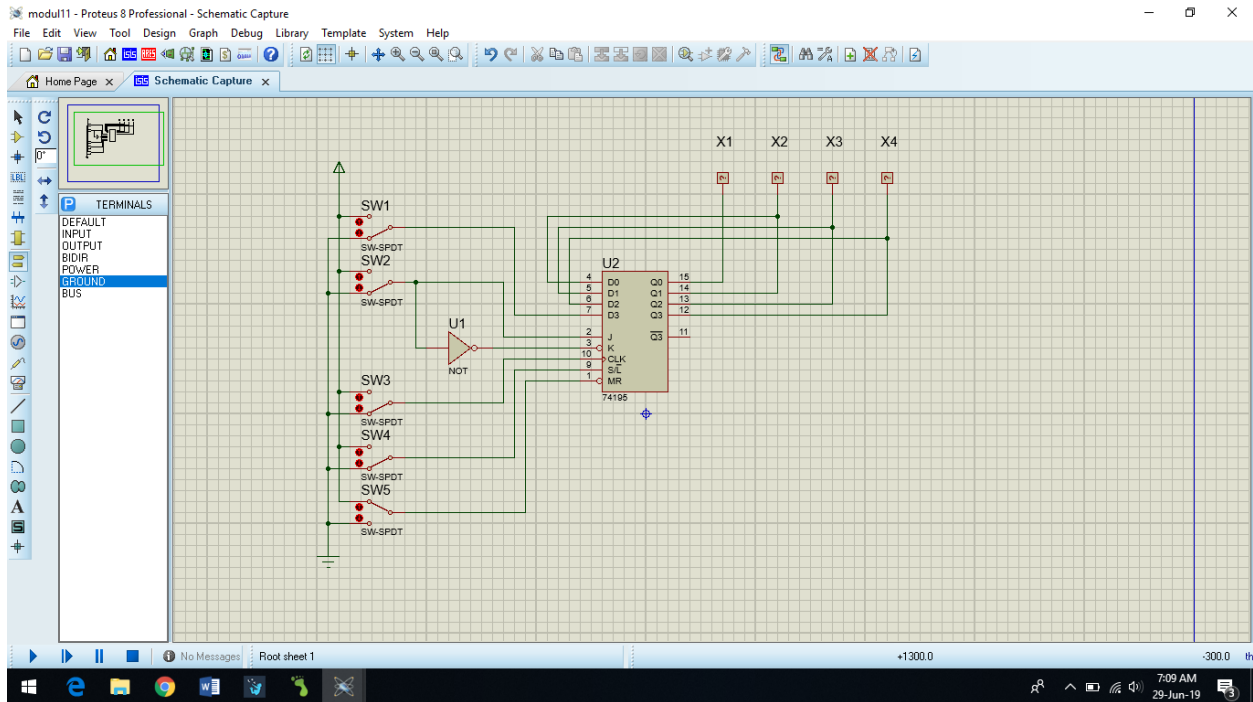 modul11 - Proteus 8 Professional - Schematic Capture
File Edit View Tool Design Graph Debug Library Template System Help
Home Page x
ISIS Schematic Capture x
0°
LBL
P TERMINALS
DEFAULT
INPUT
OUTPUT
BIDIR
POWER
GROUND
BUS
A
S
X1 X2 X3 X4
? ? ? ?
SW1
SW-SPDT
SW2
SW-SPDT
U1
NOT
SW3
SW-SPDT
SW4
SW-SPDT
SW5
SW-SPDT
U2
4 D0 Q0 15
5 D1 Q1 14
6 D2 Q2 13
7 D3 Q3 12
2 J Q3 11
3 K
10 CLK
9 S/L
1 MR
74195
No Messages Root sheet 1 +1300.0 -300.0 th
7:09 AM
29-Jun-19
3